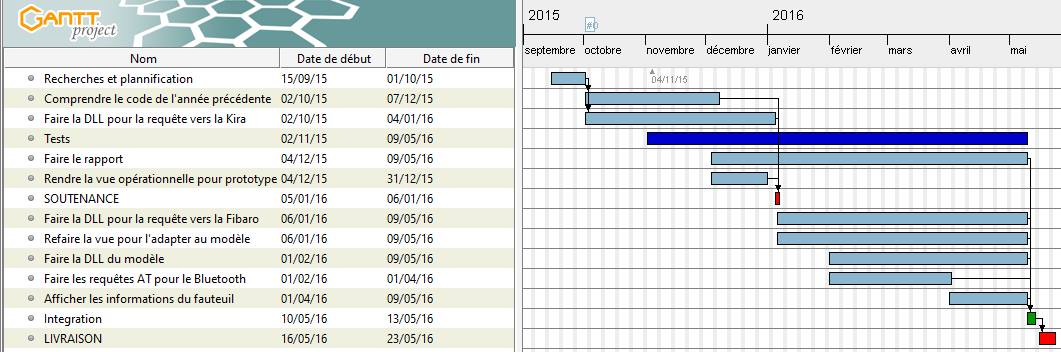 GANTT
project
2015
2016
#0
septembre octobre novembre décembre janvier février mars avril mai
Nom Date de début Date de fin
Recherches et plannification 15/09/15 01/10/15
04/11/15
Comprendre le code de l'année précédente 02/10/15 07/12/15
Faire la DLL pour la requête vers la Kira 02/10/15 04/01/16
Tests 02/11/15 09/05/16
Faire le rapport 04/12/15 09/05/16
Rendre la vue opérationnelle pour prototype 04/12/15 31/12/15
SOUTENANCE 05/01/16 06/01/16
Faire la DLL pour la requête vers la Fibaro 06/01/16 09/05/16
Refaire la vue pour l'adapter au modèle 06/01/16 09/05/16
Faire la DLL du modèle 01/02/16 09/05/16
Faire les requêtes AT pour le Bluetooth 01/02/16 01/04/16
Afficher les informations du fauteuil 01/04/16 09/05/16
Integration 10/05/16 13/05/16
LIVRAISON 16/05/16 23/05/16